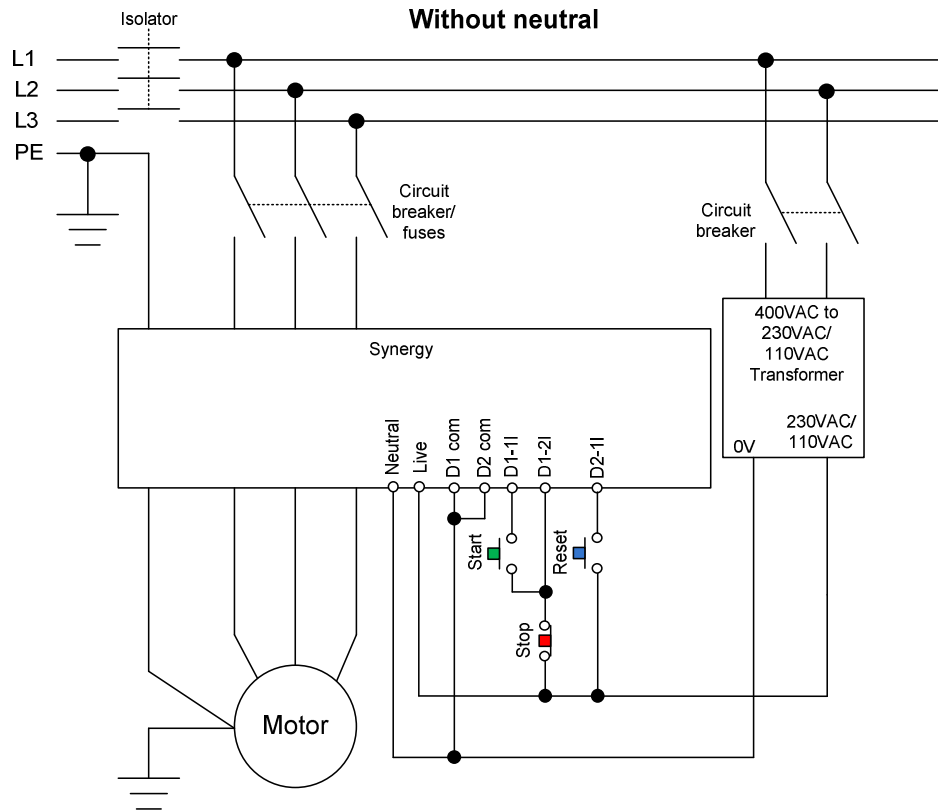 Without neutral
Isolator
L1
L2
L3
PE
Circuit
breaker/
fuses
Circuit
breaker
400VAC to
230VAC/
110VAC
Transformer
230VAC/
110VAC
0V
Synergy
Neutral
Live
D1 com
D2 com
D1-1I
D1-2I
D2-1I
Start
Reset
Stop
Motor